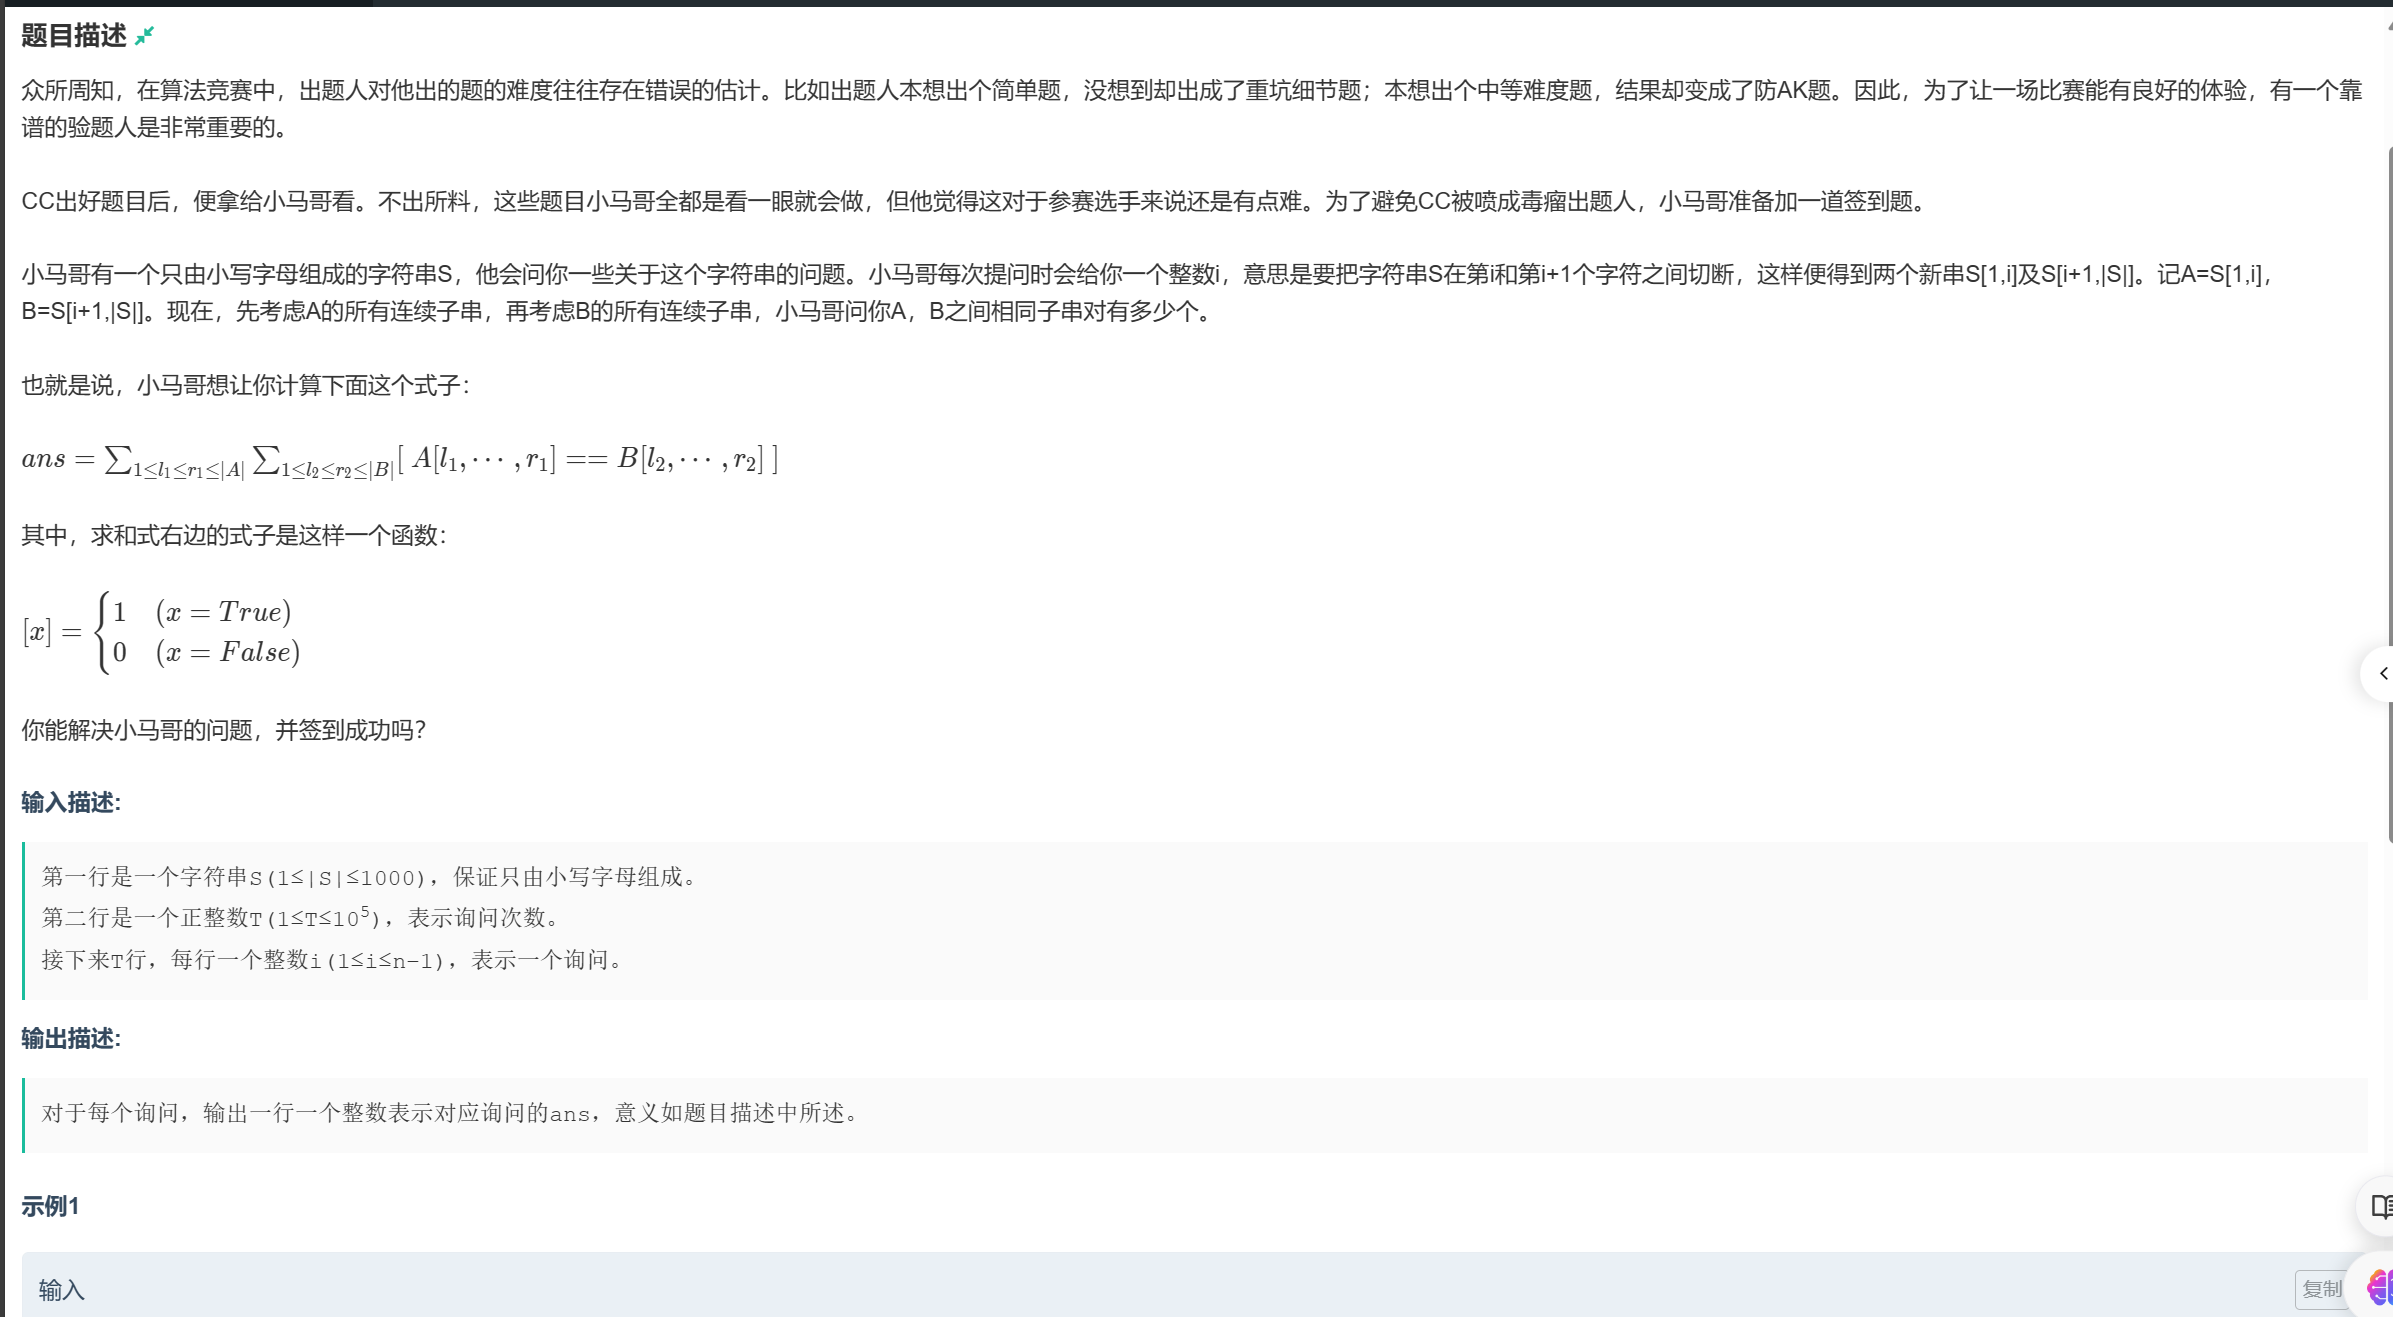 题目描述
众所周知，在算法竞赛中，出题人对他出的题的难度往往存在错误的估计。比如出题人本想出个简单题，没想到却出成了重坑细节题；本想出个中等难度题，结果却变成了防AK题。因此，为了让一场比赛能有良好的体验，有一个靠
谱的验题人是非常重要的。
CC出好题目后，便拿给小马哥看。不出所料，这些题目小马哥全都是看一眼就会做，但他觉得这对于参赛选手来说还是有点难。为了避免CC被喷成毒瘤出题人，小马哥准备加一道签到题。
小马哥有一个只由小写字母组成的字符串S，他会问你一些关于这个字符串的问题。小马哥每次提问时会给你一个整数i，意思是要把字符串S在第i和第i+1个字符之间切断，这样便得到两个新串S[1,i]及S[i+1,|S|]。记A=S[1,i]，
B=S[i+1,|S|]。现在，先考虑A的所有连续子串，再考虑B的所有连续子串，小马哥问你A，B之间相同子串对有多少个。
也就是说，小马哥想让你计算下面这个式子：
ans = ∑_{1≤l₁≤r₁≤|A|} ∑_{1≤l₂≤r₂≤|B|} [ A[l₁,⋯,r₁] == B[l₂,⋯,r₂] ]
其中，求和式右边的式子是这样一个函数：
[x] = { 1 (x = True)
0 (x = False)
你能解决小马哥的问题，并签到成功吗？
输入描述:
第一行是一个字符串S(1≤|S|≤1000)，保证只由小写字母组成。
第二行是一个正整数T(1≤T≤10⁵)，表示询问次数。
接下来T行，每行一个整数i(1≤i≤n−1)，表示一个询问。
输出描述:
对于每个询问，输出一行一个整数表示对应询问的ans，意义如题目描述中所述。
示例1
输入
复制